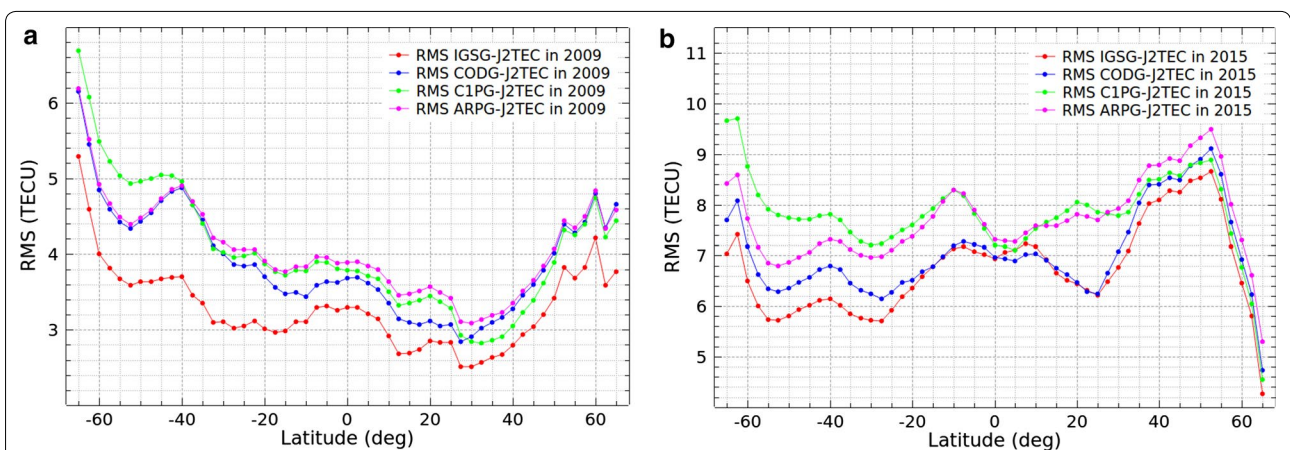 a
RMS IGSG-J2TEC in 2009
RMS CODG-J2TEC in 2009
RMS C1PG-J2TEC in 2009
RMS ARPG-J2TEC in 2009
RMS (TECU)
6
5
4
3
-60 -40 -20 0 20 40 60
Latitude (deg)
b
RMS IGSG-J2TEC in 2015
RMS CODG-J2TEC in 2015
RMS C1PG-J2TEC in 2015
RMS ARPG-J2TEC in 2015
RMS (TECU)
11
10
9
8
7
6
5
-60 -40 -20 0 20 40 60
Latitude (deg)